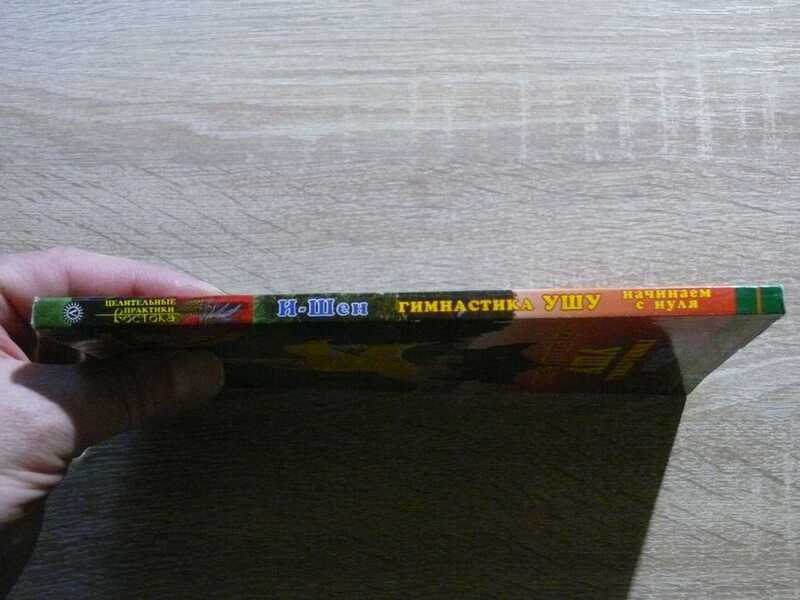 ЦЕЛИТЕЛЬНЫЕ
ПРАКТИКИ
ВОСТОКА
И-Шен
ГИМНАСТИКА УШУ
начинаем
с нуля